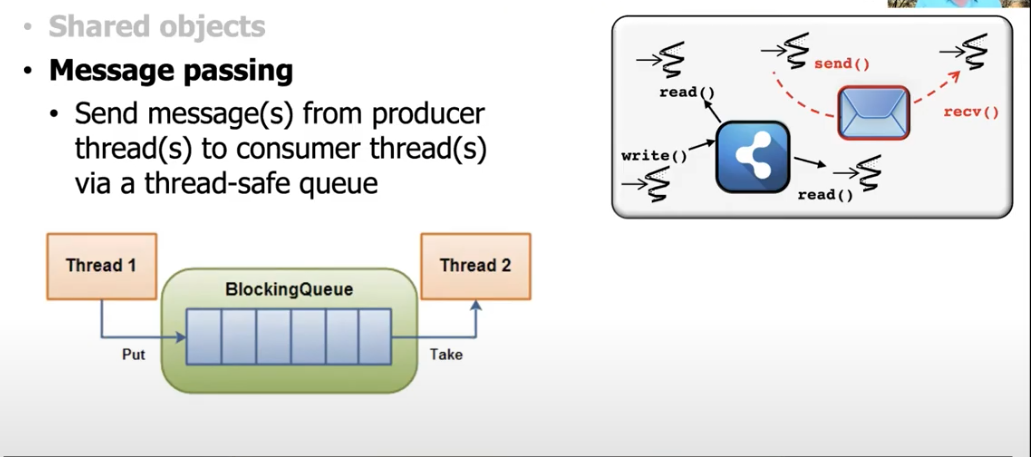 • Shared objects
• Message passing
• Send message(s) from producer
thread(s) to consumer thread(s)
via a thread-safe queue
send()
read()
recv()
write()
read()
Thread 1
Thread 2
BlockingQueue
Put
Take